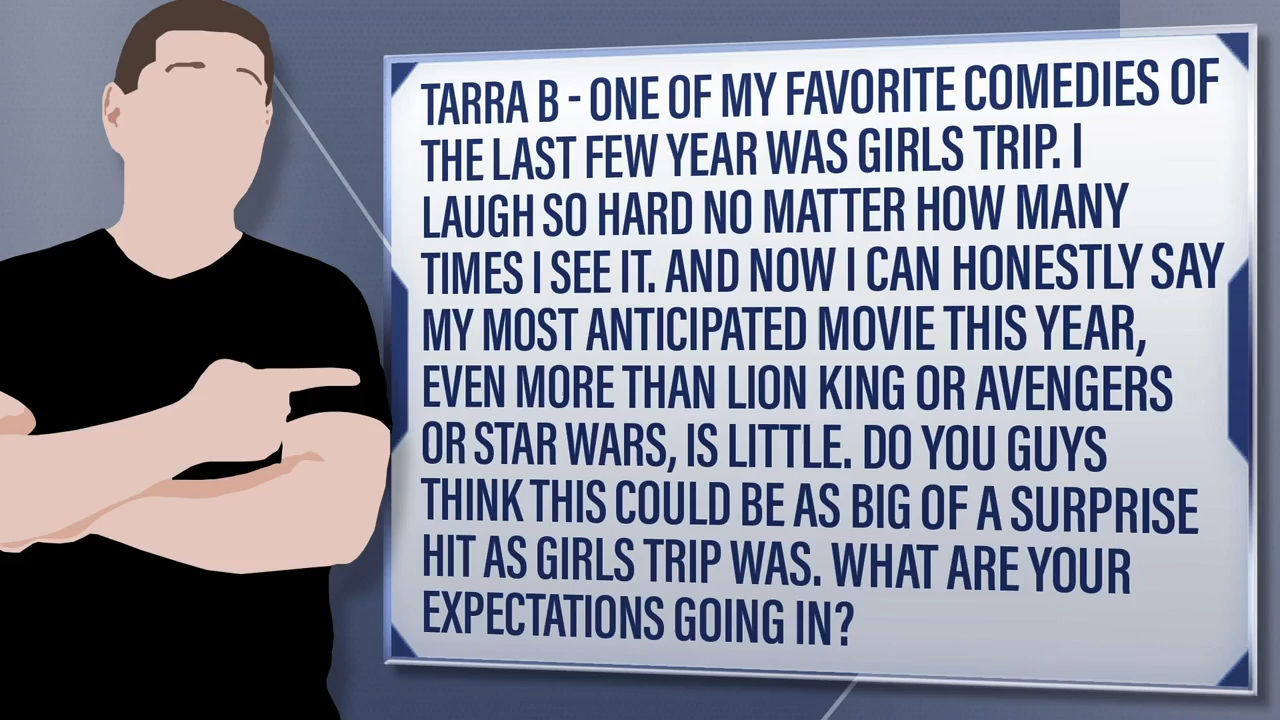 TARRA B - ONE OF MY FAVORITE COMEDIES OF
THE LAST FEW YEAR WAS GIRLS TRIP. I
LAUGH SO HARD NO MATTER HOW MANY
TIMES I SEE IT. AND NOW I CAN HONESTLY SAY
MY MOST ANTICIPATED MOVIE THIS YEAR,
EVEN MORE THAN LION KING OR AVENGERS
OR STAR WARS, IS LITTLE. DO YOU GUYS
THINK THIS COULD BE AS BIG OF A SURPRISE
HIT AS GIRLS TRIP WAS. WHAT ARE YOUR
EXPECTATIONS GOING IN?